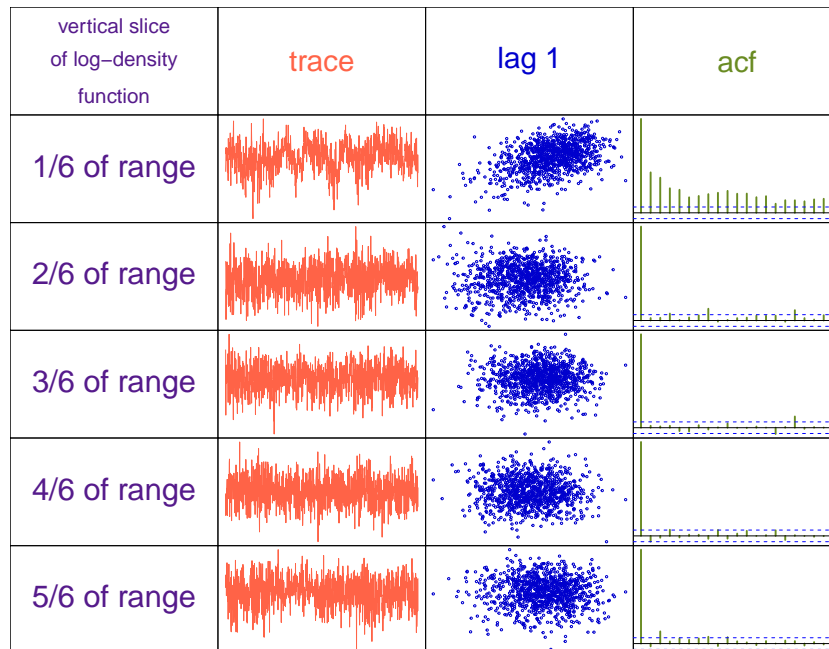 vertical slice
of log−density
function
trace
lag 1
acf
1/6 of range
2/6 of range
3/6 of range
4/6 of range
5/6 of range